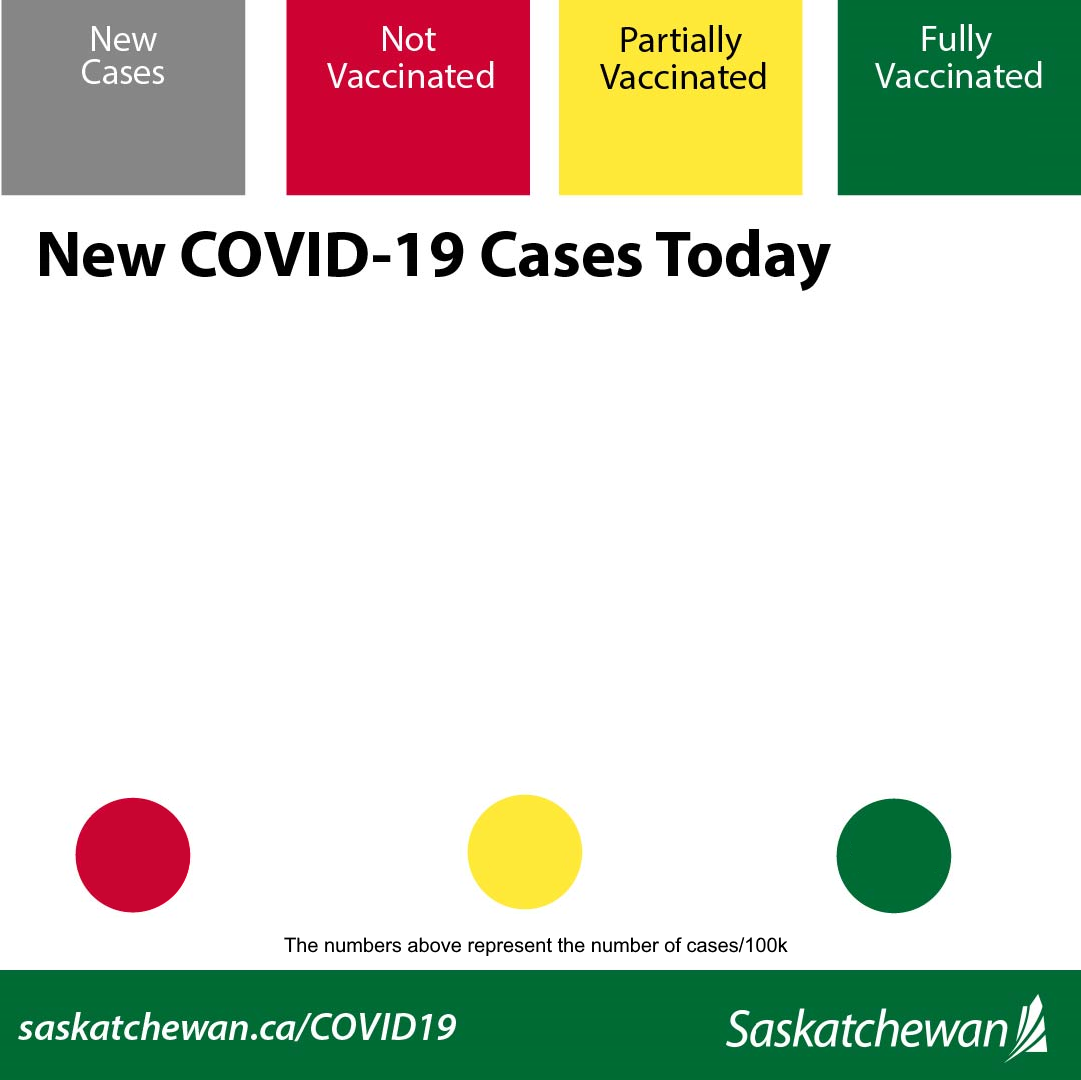 New
Cases
Not
Vaccinated
Partially
Vaccinated
Fully
Vaccinated
New COVID-19 Cases Today
The numbers above represent the number of cases/100k
saskatchewan.ca/COVID19
Saskatchewan